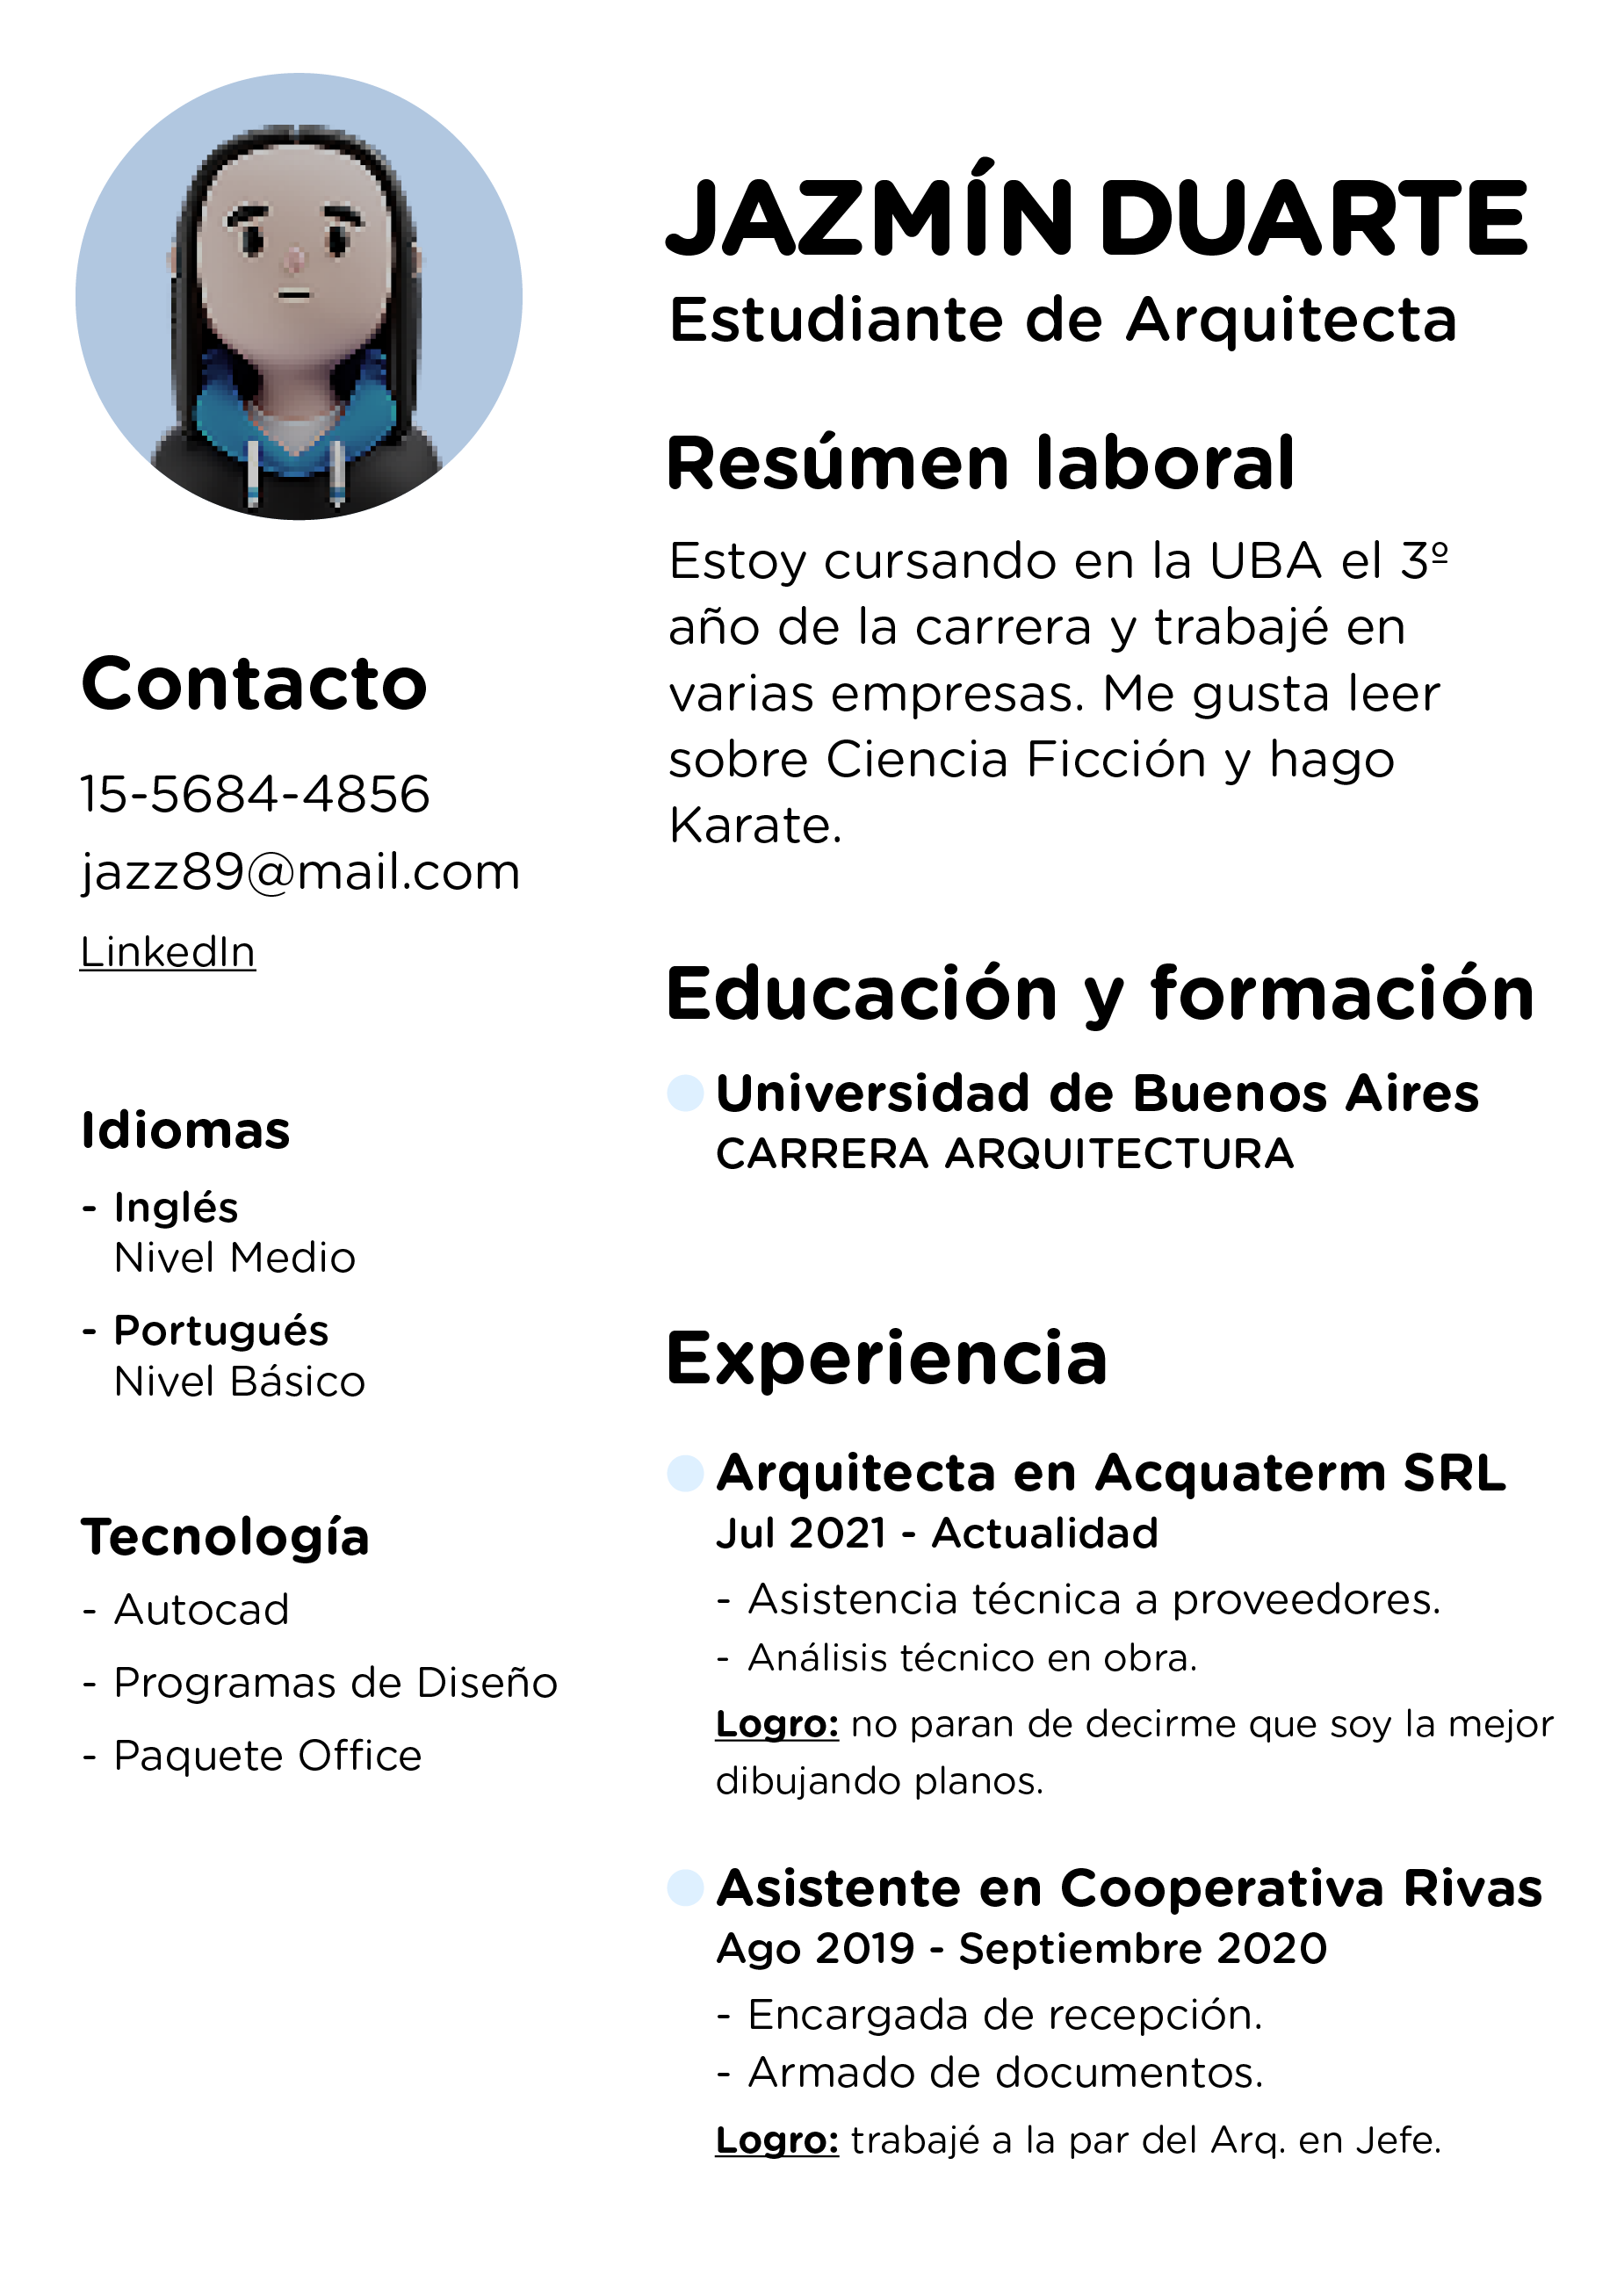 JAZMÍN DUARTE
Estudiante de Arquitecta
Resúmen laboral
Estoy cursando en la UBA el 3º
año de la carrera y trabajé en
varias empresas. Me gusta leer
sobre Ciencia Ficción y hago
Karate.
Contacto
15-5684-4856
jazz89@mail.com
LinkedIn
Idiomas
- Inglés
Nivel Medio
- Portugués
Nivel Básico
Tecnología
- Autocad
- Programas de Diseño
- Paquete Office
Educación y formación
Universidad de Buenos Aires
CARRERA ARQUITECTURA
Experiencia
Arquitecta en Acquaterm SRL
Jul 2021 - Actualidad
- Asistencia técnica a proveedores.
- Análisis técnico en obra.
Logro: no paran de decirme que soy la mejor
dibujando planos.
Asistente en Cooperativa Rivas
Ago 2019 - Septiembre 2020
- Encargada de recepción.
- Armado de documentos.
Logro: trabajé a la par del Arq. en Jefe.